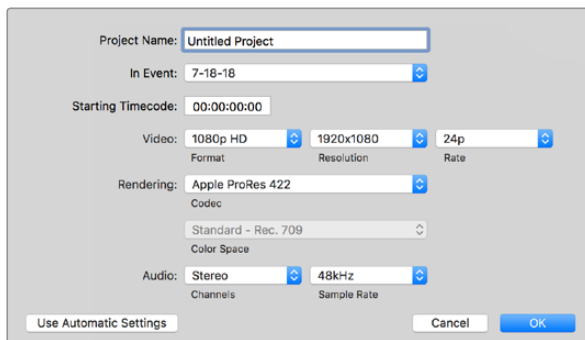 Project Name: Untitled Project
In Event: 7-18-18
Starting Timecode: 00:00:00:00
Video: 1080p HD 1920x1080 24p
Format Resolution Rate
Rendering: Apple ProRes 422
Codec
Standard - Rec. 709
Color Space
Audio: Stereo 48kHz
Channels Sample Rate
Use Automatic Settings Cancel OK